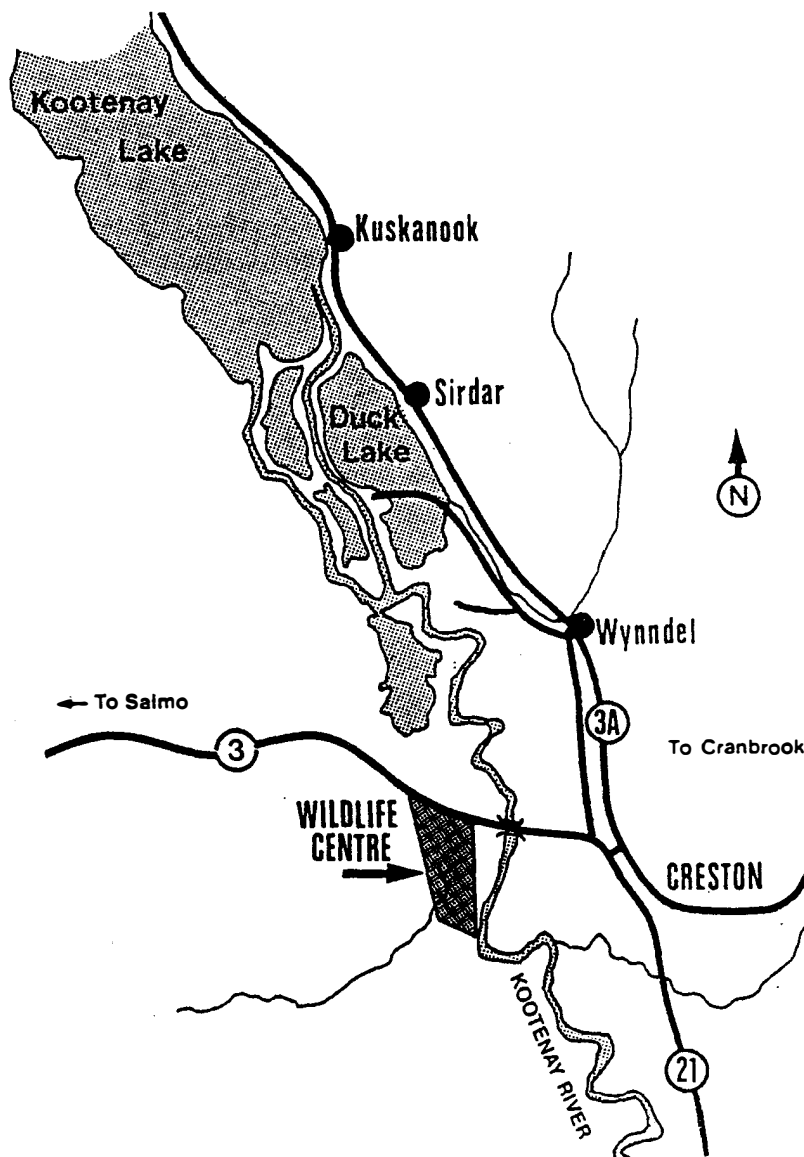 Kootenay
Lake
Kuskanook
Sirdar
Duck
Lake
N
Wynndel
← To Salmo
3A
3
To Cranbrook
WILDLIFE
CENTRE
CRESTON
KOOTENAY RIVER
21